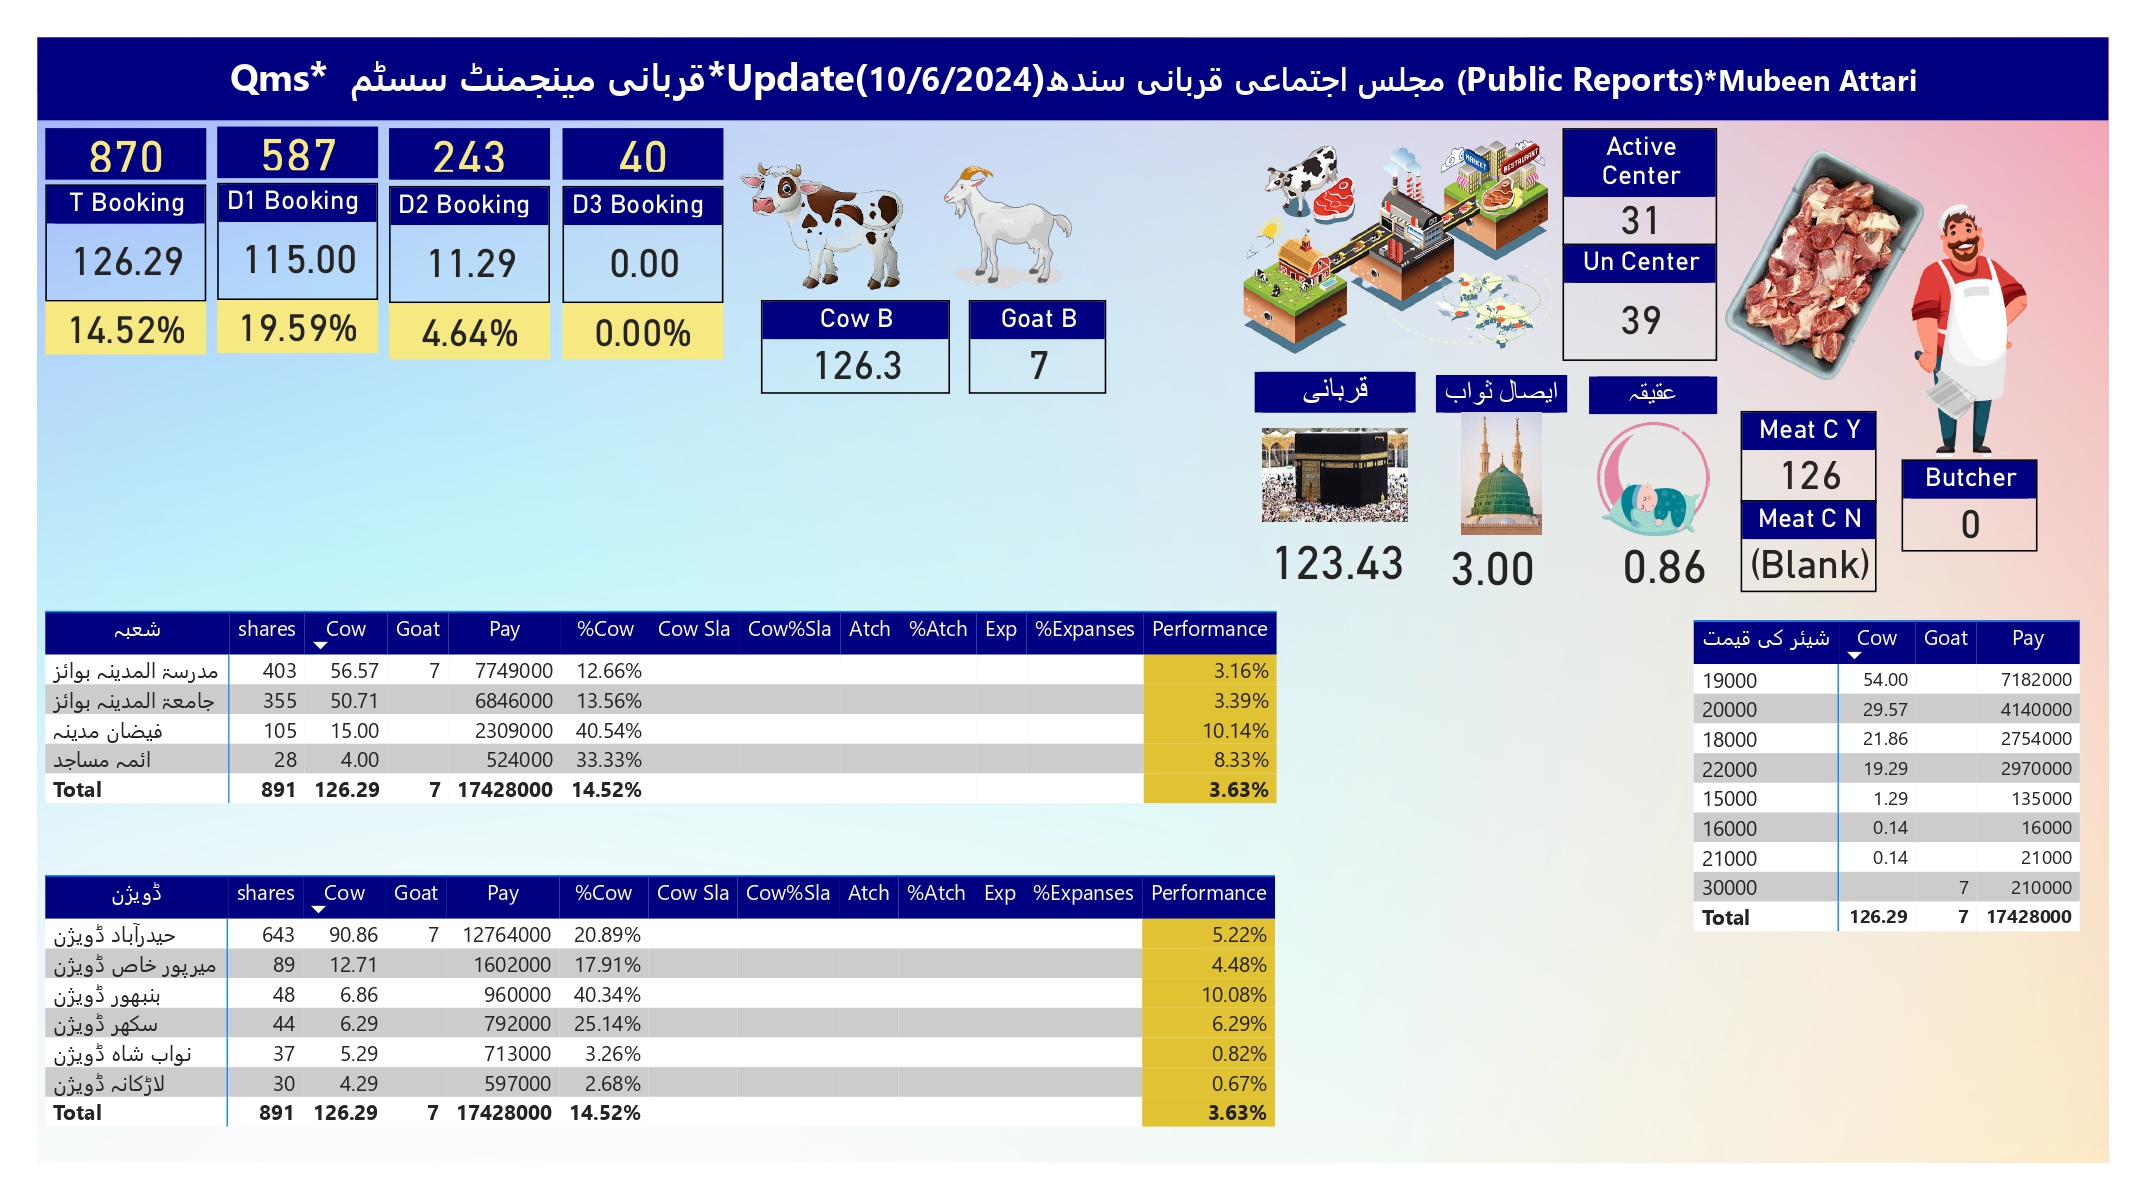 Qms* قربانی مینجمنٹ سسٹم*Update(10/6/2024)مجلس اجتماعی قربانی سندھ (Public Reports)*Mubeen Attari
870 587 243 40
T Booking D1 Booking D2 Booking D3 Booking
126.29 115.00 11.29 0.00
14.52% 19.59% 4.64% 0.00%
Cow B Goat B
126.3 7
MARKET RESTAURANT
Active Center
31
Un Center
39
قربانی ایصال ثواب عقیقہ
123.43 3.00 0.86
Meat C Y
126
Meat C N
(Blank)
Butcher
0
شعبہ shares Cow Goat Pay %Cow Cow Sla Cow%Sla Atch %Atch Exp %Expanses Performance
مدرسۃ المدینہ بوائز 403 56.57 7 7749000 12.66% 3.16%
جامعۃ المدینہ بوائز 355 50.71 6846000 13.56% 3.39%
فیضان مدینہ 105 15.00 2309000 40.54% 10.14%
ائمہ مساجد 28 4.00 524000 33.33% 8.33%
Total 891 126.29 7 17428000 14.52% 3.63%
ڈویژن shares Cow Goat Pay %Cow Cow Sla Cow%Sla Atch %Atch Exp %Expanses Performance
حیدرآباد ڈویژن 643 90.86 7 12764000 20.89% 5.22%
میرپور خاص ڈویژن 89 12.71 1602000 17.91% 4.48%
بنبھور ڈویژن 48 6.86 960000 40.34% 10.08%
سکھر ڈویژن 44 6.29 792000 25.14% 6.29%
نواب شاہ ڈویژن 37 5.29 713000 3.26% 0.82%
لاڑکانہ ڈویژن 30 4.29 597000 2.68% 0.67%
Total 891 126.29 7 17428000 14.52% 3.63%
شیئر کی قیمت Cow Goat Pay
19000 54.00 7182000
20000 29.57 4140000
18000 21.86 2754000
22000 19.29 2970000
15000 1.29 135000
16000 0.14 16000
21000 0.14 21000
30000 7 210000
Total 126.29 7 17428000